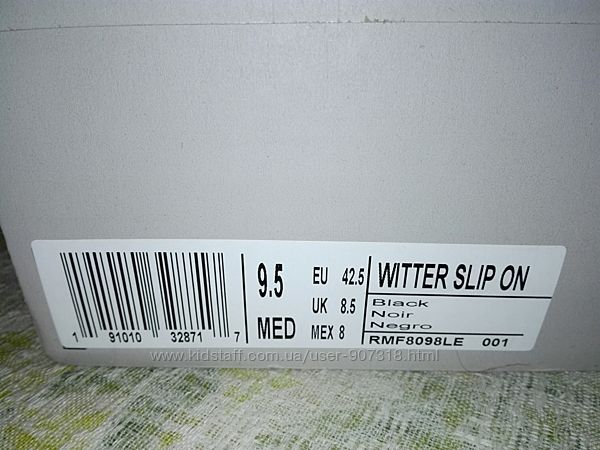 1 91010 32871 7
9.5
MED
EU 42.5
UK 8.5
MEX 8
WITTER SLIP ON
Black
Noir
Negro
RMF8098LE 001
www.kidstaff.com.ua/user-907318.html